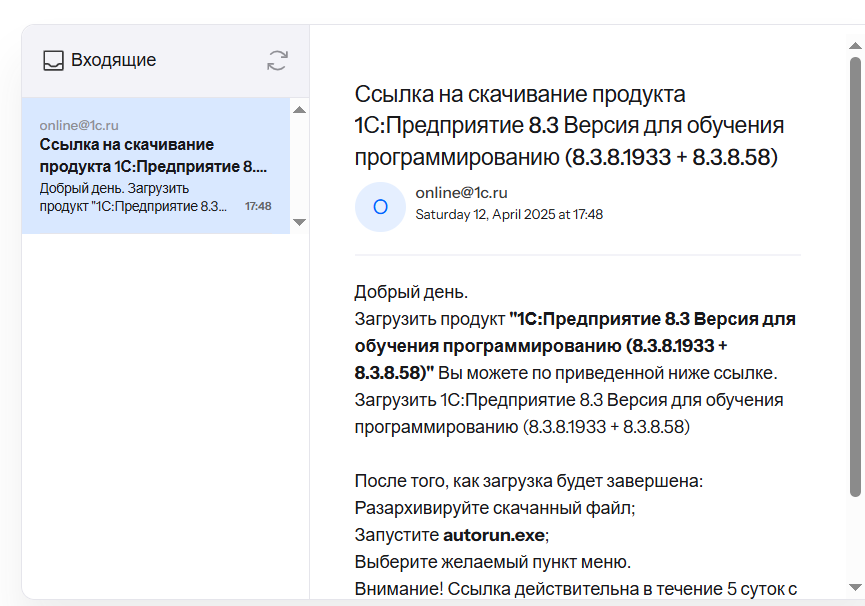 Входящие
online@1c.ru
Ссылка на скачивание
продукта 1С:Предприятие 8....
Добрый день. Загрузить
продукт "1С:Предприятие 8.3...
17:48
Ссылка на скачивание продукта
1С:Предприятие 8.3 Версия для обучения
программированию (8.3.8.1933 + 8.3.8.58)
O
online@1c.ru
Saturday 12, April 2025 at 17:48
Добрый день.
Загрузить продукт "1С:Предприятие 8.3 Версия для
обучения программированию (8.3.8.1933 +
8.3.8.58)" Вы можете по приведенной ниже ссылке.
Загрузить 1С:Предприятие 8.3 Версия для обучения
программированию (8.3.8.1933 + 8.3.8.58)
После того, как загрузка будет завершена:
Разархивируйте скачанный файл;
Запустите autorun.exe;
Выберите желаемый пункт меню.
Внимание! Ссылка действительна в течение 5 суток с